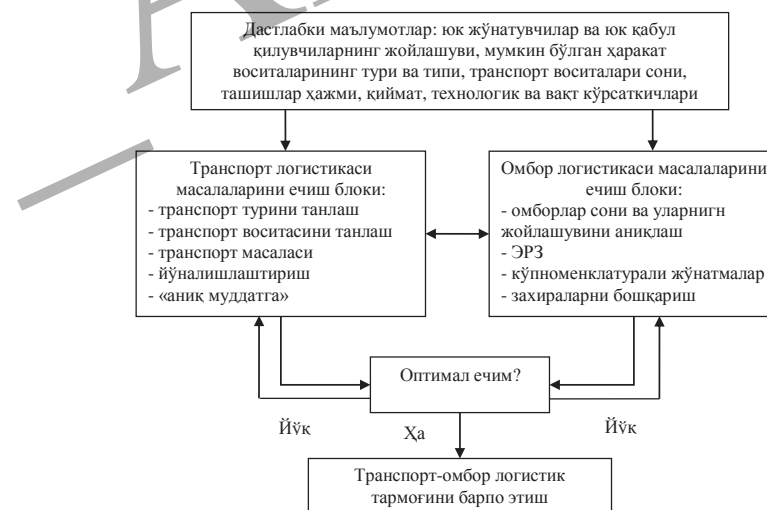 Дастлабки маълумотлар: юк жўнатувчилар ва юк қабул
қилувчиларнинг жойлашуви, мумкин бўлган ҳаракат
воситаларининг тури ва типи, транспорт воситалари сони,
ташишлар ҳажми, қиймат, технологик ва вақт кўрсаткичлари
Транспорт логистикаси
масалаларини ечиш блоки:
- транспорт турини танлаш
- транспорт воситасини танлаш
- транспорт масаласи
- йўналишлаштириш
- «аниқ муддатга»
Омбор логистикаси масалаларини
ечиш блоки:
- омборлар сони ва уларнигн
жойлашувини аниқлаш
- ЭРЗ
- кўпноменклатурали жўнатмалар
- захираларни бошқариш
Оптимал ечим?
Йўқ
Ҳа
Йўқ
Транспорт-омбор логистик
тармоғини барпо этиш